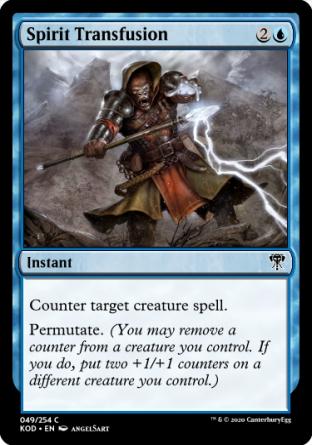 Spirit Transfusion 2
Instant
Counter target creature spell.
Permutate. (You may remove a
counter from a creature you control. If
you do, put two +1/+1 counters on a
different creature you control.)
049/254 C
KOD • EN angelSart
™ & © 2020 CanterburyEgg